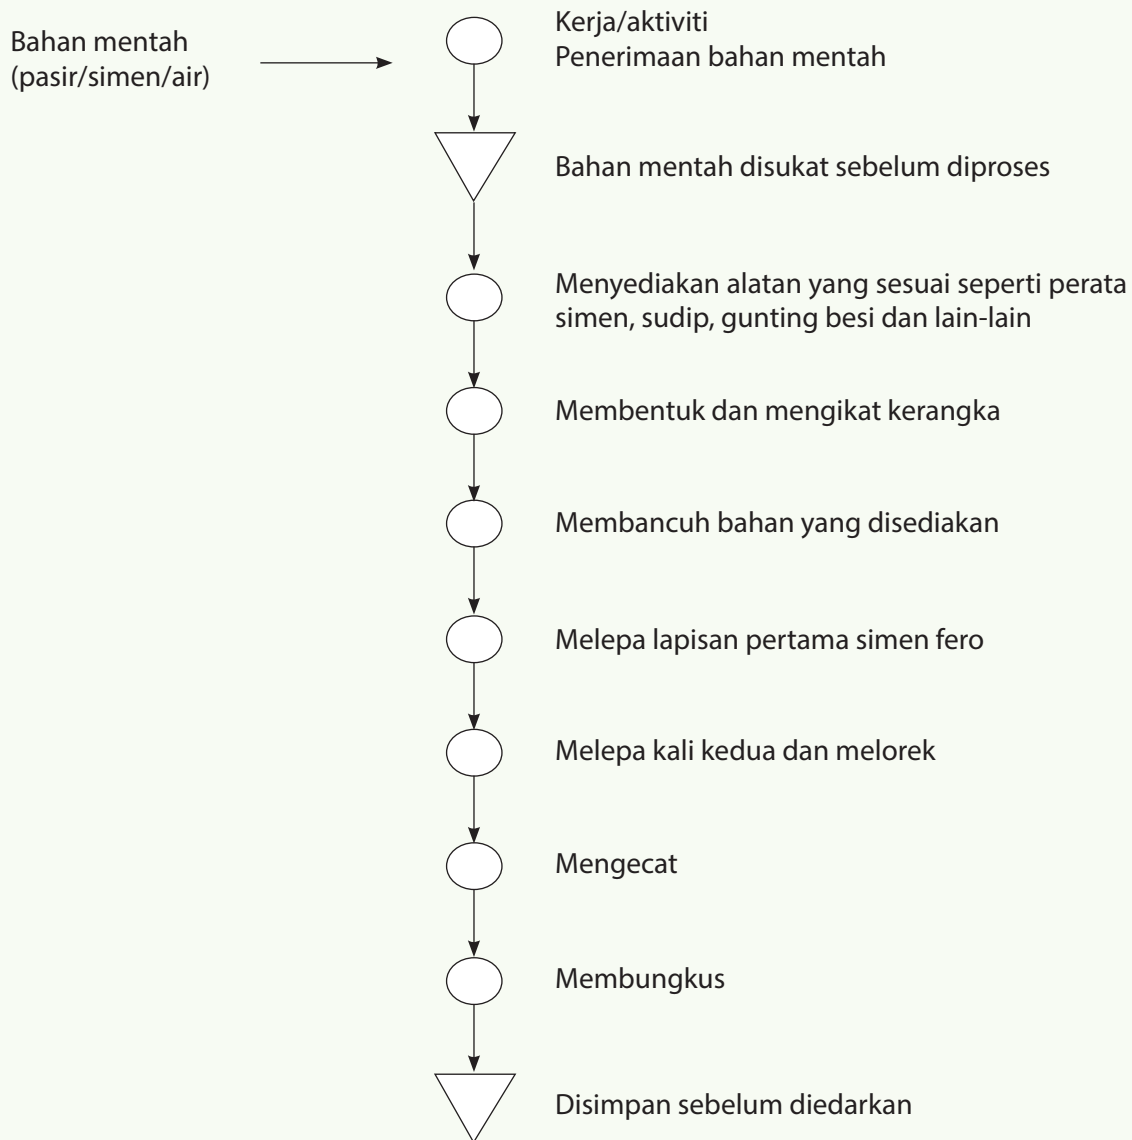 Bahan mentah
(pasir/simen/air)
Kerja/aktiviti
Penerimaan bahan mentah
Bahan mentah disukat sebelum diproses
Menyediakan alatan yang sesuai seperti perata
simen, sudip, gunting besi dan lain-lain
Membentuk dan mengikat kerangka
Membancuh bahan yang disediakan
Melepa lapisan pertama simen fero
Melepa kali kedua dan melorek
Mengecat
Membungkus
Disimpan sebelum diedarkan